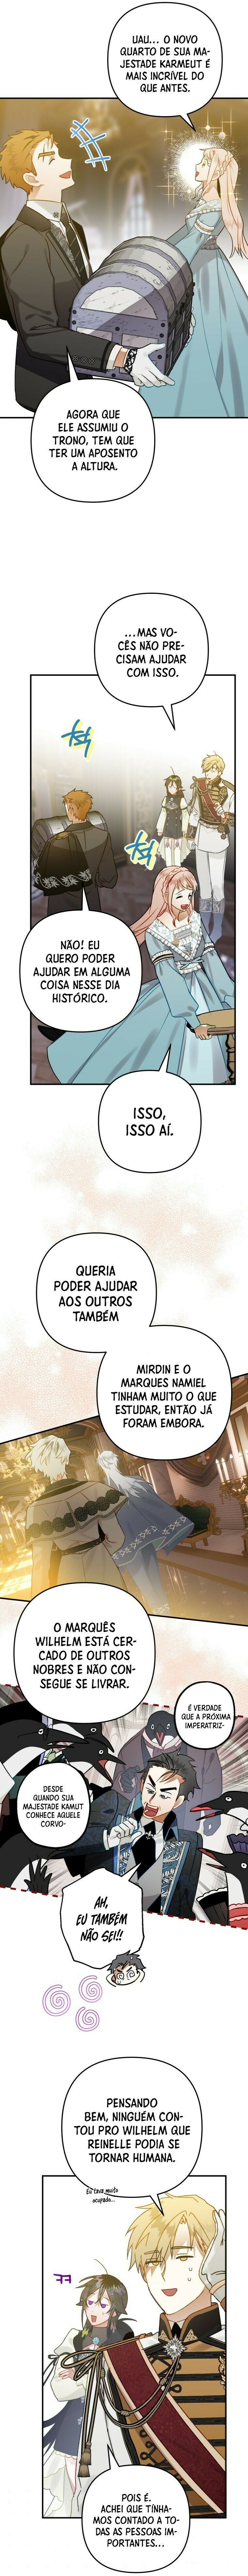 UAU... O NOVO
QUARTO DE SUA MA-
JESTADE KARMEUT É
MAIS INCRÍVEL DO
QUE ANTES.
AGORA QUE
ELE ASSUMIU O
TRONO, TEM QUE
TER UM APOSENTO
A ALTURA.
...MAS VO-
CÊS NÃO PRE-
CISAM AJUDAR
COM ISSO.
NÃO! EU
QUERO PODER
AJUDAR EM ALGUMA
COISA NESSE DIA
HISTÓRICO.
ISSO,
ISSO AÍ.
QUERIA
PODER AJUDAR
AOS OUTROS
TAMBÉM
MIRDIN E O
MARQUES NAMIEL
TINHAM MUITO O QUE
ESTUDAR, ENTÃO JÁ
FORAM EMBORA.
O MARQUÊS
WILHELM ESTÁ CER-
CADO DE OUTROS
NOBRES E NÃO CON-
SEGUE SE LIVRAR.
É VERDADE
QUE A PRÓXIMA
IMPERATRIZ-
DESDE
QUANDO SUA
MAJESTADE KAMUT
CONHECE AQUELE
CORVO-
AH,
EU TAMBÉM
NÃO SEI!!
PENSANDO
BEM, NINGUÉM CON-
TOU PRO WILHELM QUE
REINELLE PODIA SE
TORNAR HUMANA.
Eu tava muito
ocupado...
ㅋㅋ
POIS É.
ACHEI QUE TÍNHA-
MOS CONTADO A TO-
DAS AS PESSOAS IM-
PORTANTES...